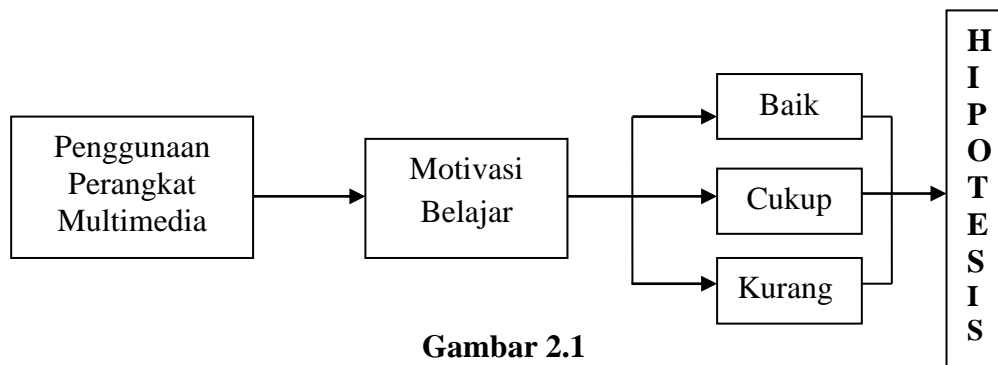 Penggunaan
Perangkat
Multimedia
Motivasi
Belajar
Baik
Cukup
Kurang
H
I
P
O
T
E
S
I
S
Gambar 2.1